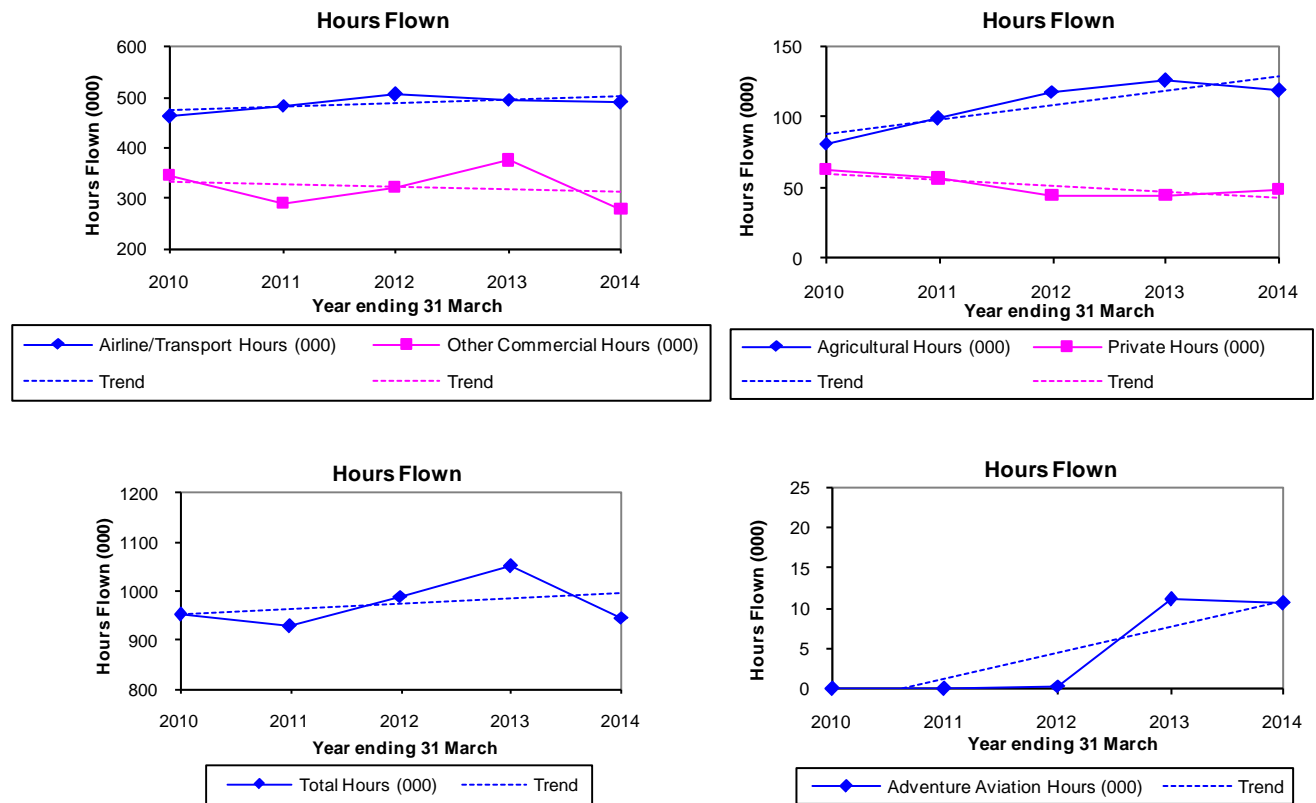 Hours Flown
600
500
400
300
200
Hours Flown (000)
2010 2011 2012 2013 2014
Year ending 31 March
Airline/Transport Hours (000) Other Commercial Hours (000)
Trend Trend
Hours Flown
150
100
50
0
Hours Flown (000)
2010 2011 2012 2013 2014
Year ending 31 March
Agricultural Hours (000) Private Hours (000)
Trend Trend
Hours Flown
1200
1100
1000
900
800
Hours Flown (000)
2010 2011 2012 2013 2014
Year ending 31 March
Total Hours (000) Trend
Hours Flown
25
20
15
10
5
0
Hours Flown (000)
2010 2011 2012 2013 2014
Year ending 31 March
Adventure Aviation Hours (000) Trend